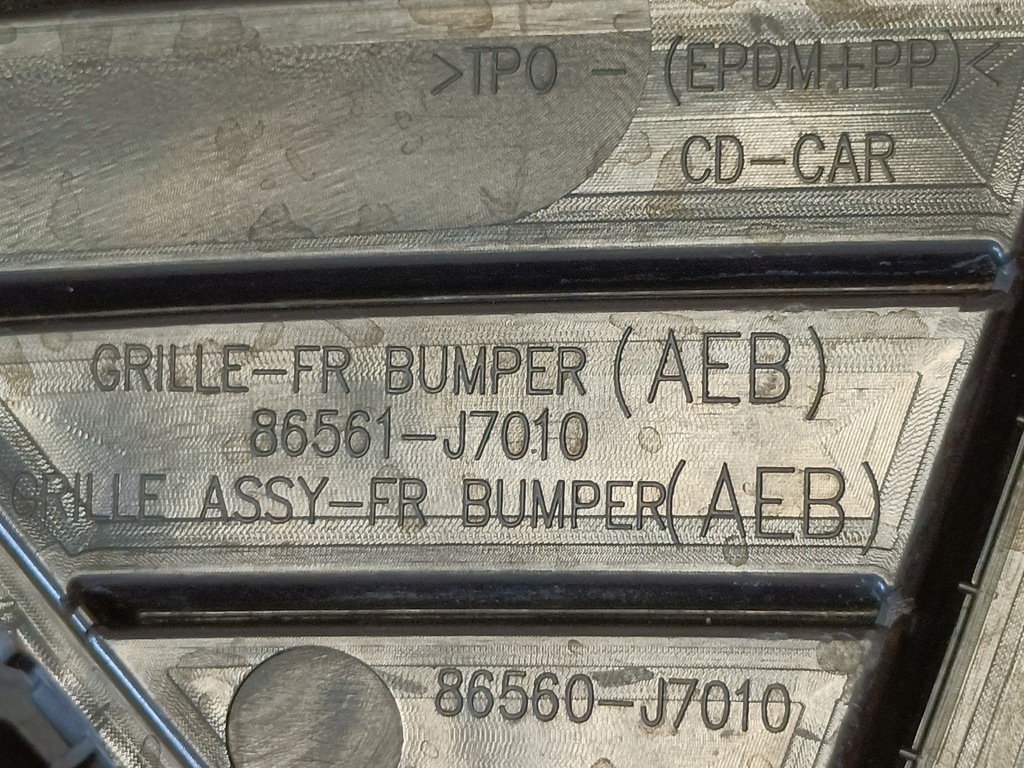 >TPO - (EPDM+PP)<
CD-CAR
GRILLE-FR BUMPER (AEB)
86561-J7010
GRILLE ASSY-FR BUMPER(AEB)
86560-J7010